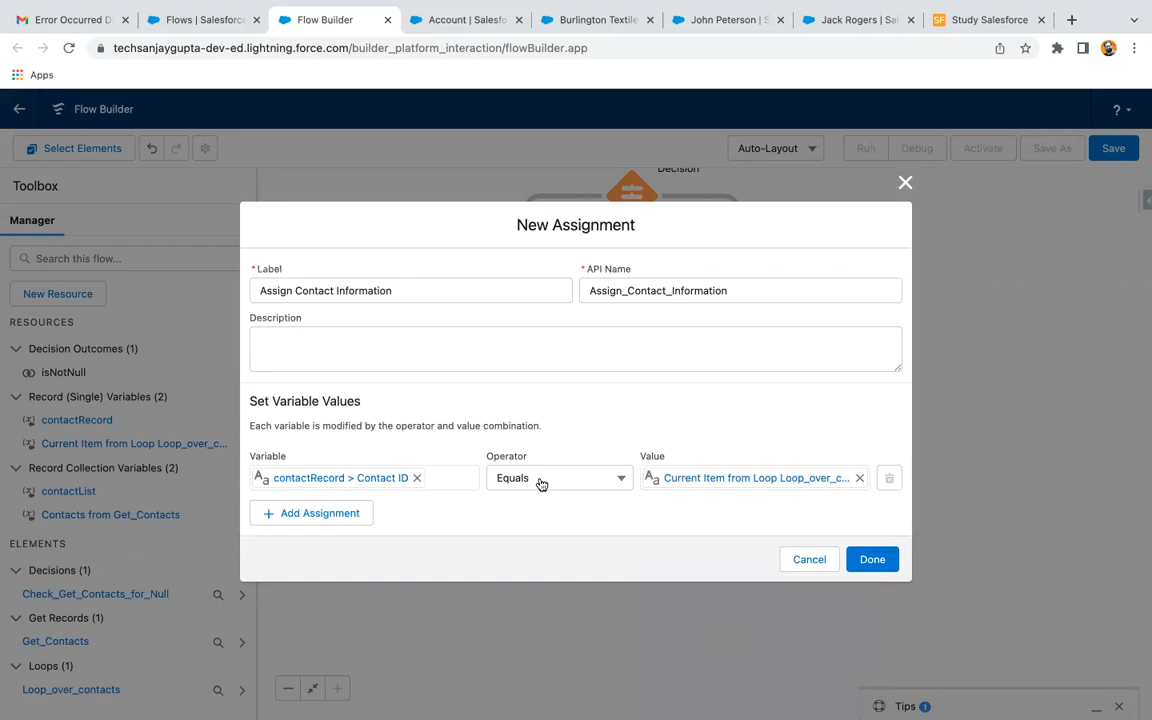 Error Occurred D
Flows | Salesforce
Flow Builder
Account | Salesfo
Burlington Textile
John Peterson | S
Jack Rogers | Sal
Study Salesforce
techsanjaygupta-dev-ed.lightning.force.com/builder_platform_interaction/flowBuilder.app
Apps
Flow Builder
?
Select Elements
Auto-Layout
Run
Debug
Activate
Save As
Save
Toolbox
Decision
Manager
New Assignment
Search this flow...
* Label
* API Name
New Resource
Assign Contact Information
Assign_Contact_Information
RESOURCES
Description
Decision Outcomes (1)
isNotNull
Record (Single) Variables (2)
Set Variable Values
contactRecord
Each variable is modified by the operator and value combination.
Current Item from Loop Loop_over_c...
Variable
Operator
Value
Record Collection Variables (2)
Aa contactRecord > Contact ID
Equals
Aa Current Item from Loop Loop_over_c...
contactList
Contacts from Get_Contacts
+ Add Assignment
ELEMENTS
Cancel
Done
Decisions (1)
Check_Get_Contacts_for_Null
Get Records (1)
Get_Contacts
Loops (1)
Loop_over_contacts
Tips 1